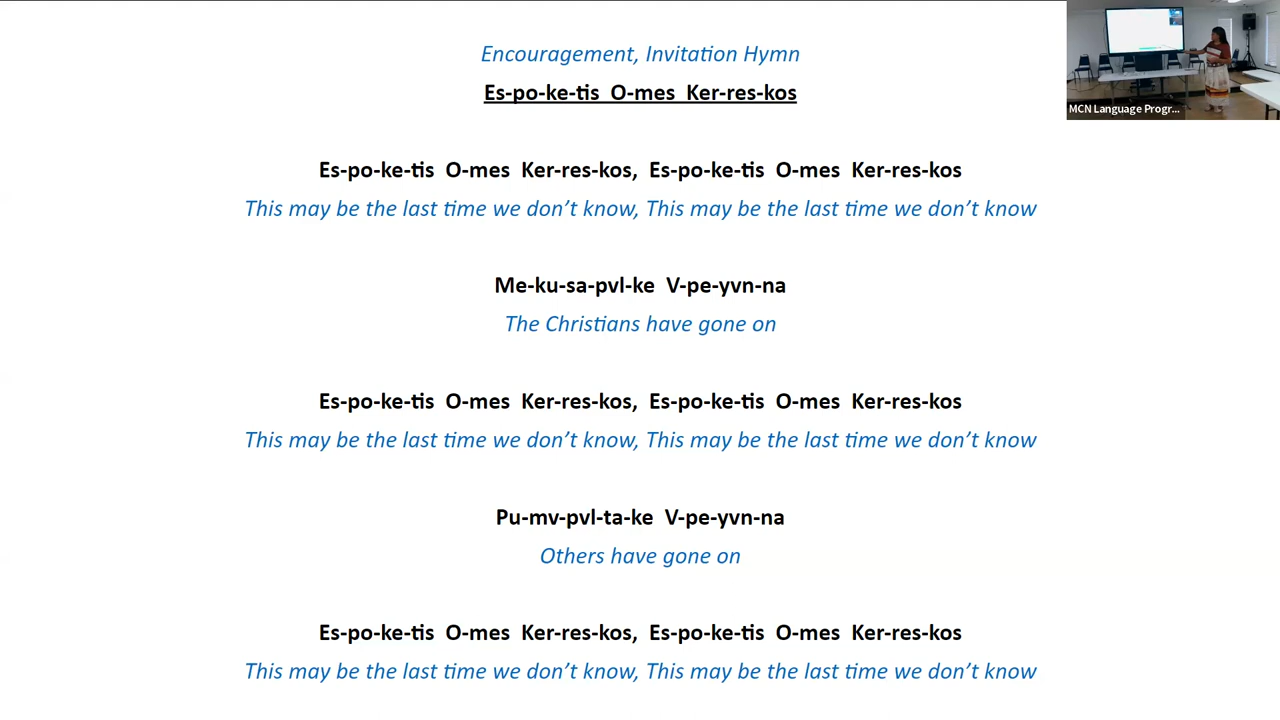 Encouragement, Invitation Hymn
Es-po-ke-tis O-mes Ker-res-kos
MCN Language Progr...
Es-po-ke-tis O-mes Ker-res-kos, Es-po-ke-tis O-mes Ker-res-kos
This may be the last time we don't know, This may be the last time we don't know
Me-ku-sa-pvl-ke V-pe-yvn-na
The Christians have gone on
Es-po-ke-tis O-mes Ker-res-kos, Es-po-ke-tis O-mes Ker-res-kos
This may be the last time we don't know, This may be the last time we don't know
Pu-mv-pvl-ta-ke V-pe-yvn-na
Others have gone on
Es-po-ke-tis O-mes Ker-res-kos, Es-po-ke-tis O-mes Ker-res-kos
This may be the last time we don't know, This may be the last time we don't know